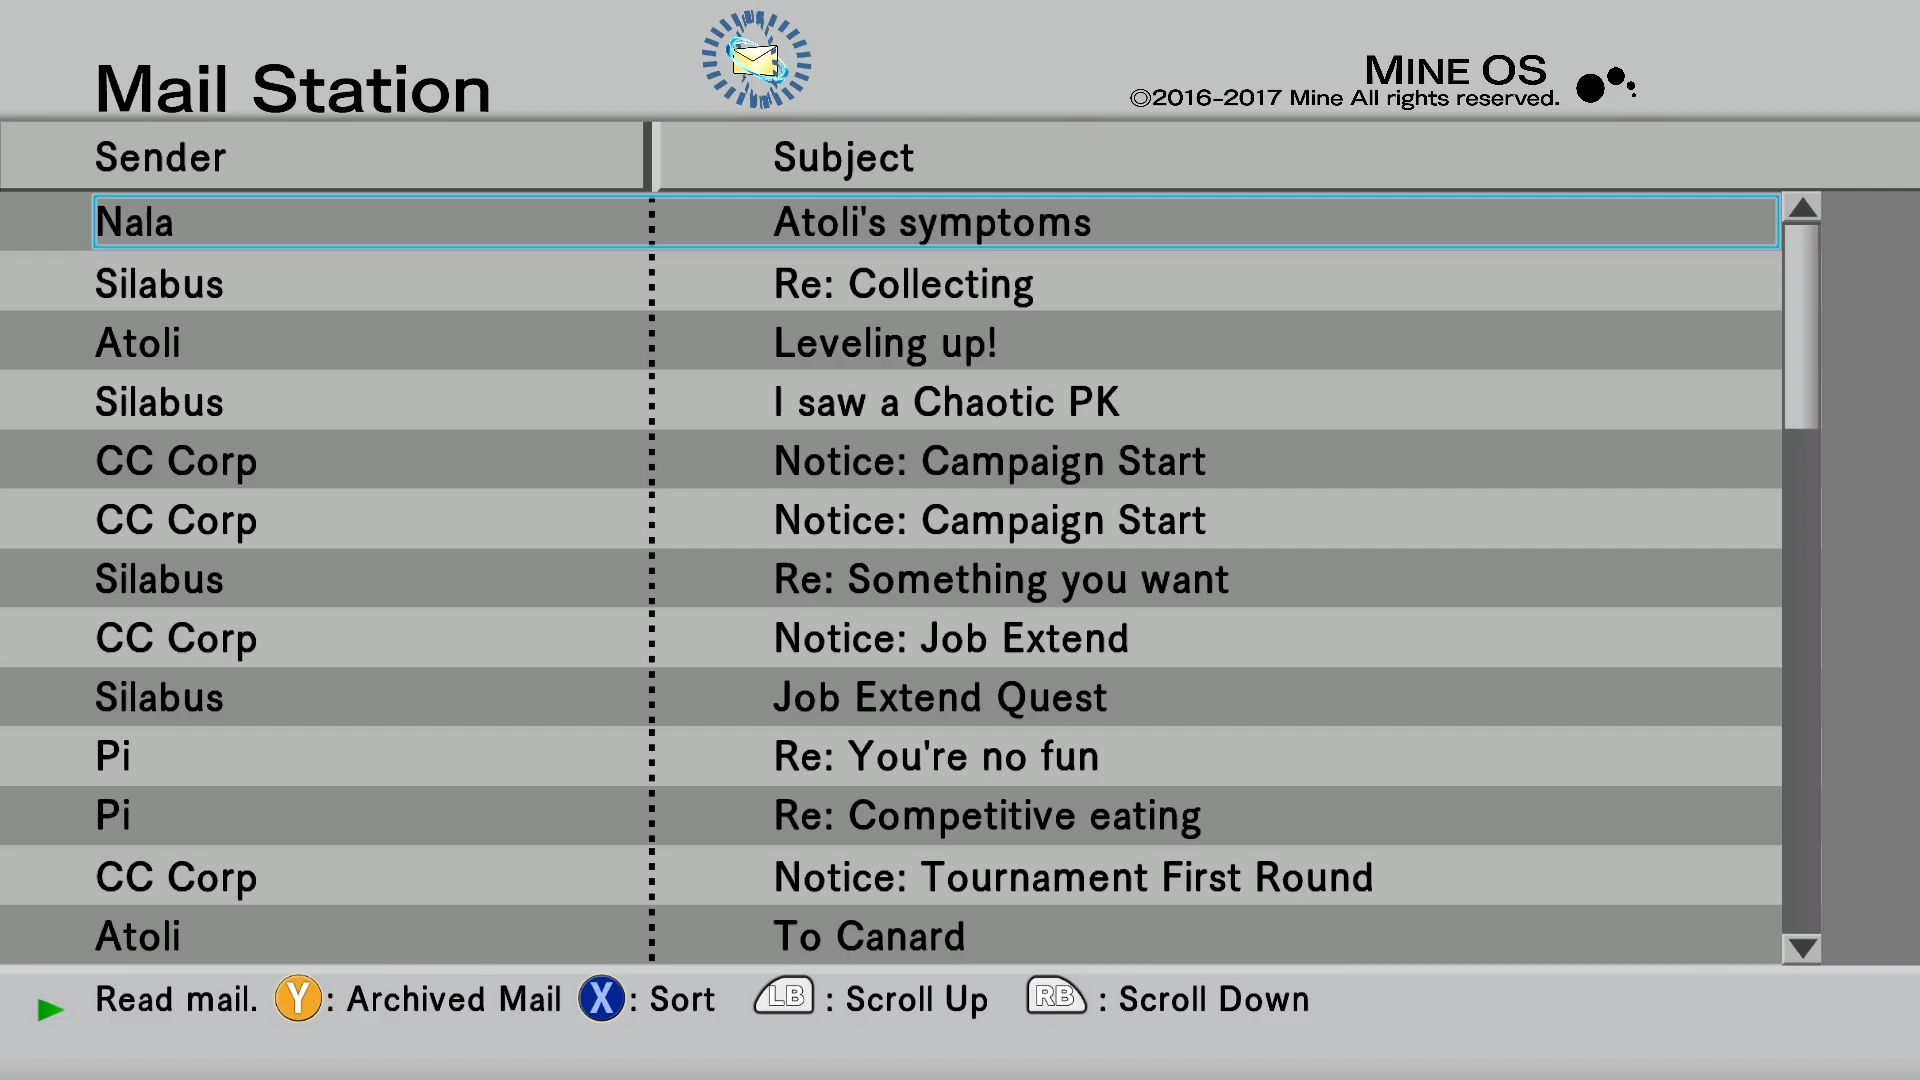 Mail Station
MINE OS
©2016-2017 Mine All rights reserved.
Sender Subject
Nala Atoli's symptoms
Silabus Re: Collecting
Atoli Leveling up!
Silabus I saw a Chaotic PK
CC Corp Notice: Campaign Start
CC Corp Notice: Campaign Start
Silabus Re: Something you want
CC Corp Notice: Job Extend
Silabus Job Extend Quest
Pi Re: You're no fun
Pi Re: Competitive eating
CC Corp Notice: Tournament First Round
Atoli To Canard
Read mail. Y: Archived Mail X: Sort LB : Scroll Up RB : Scroll Down